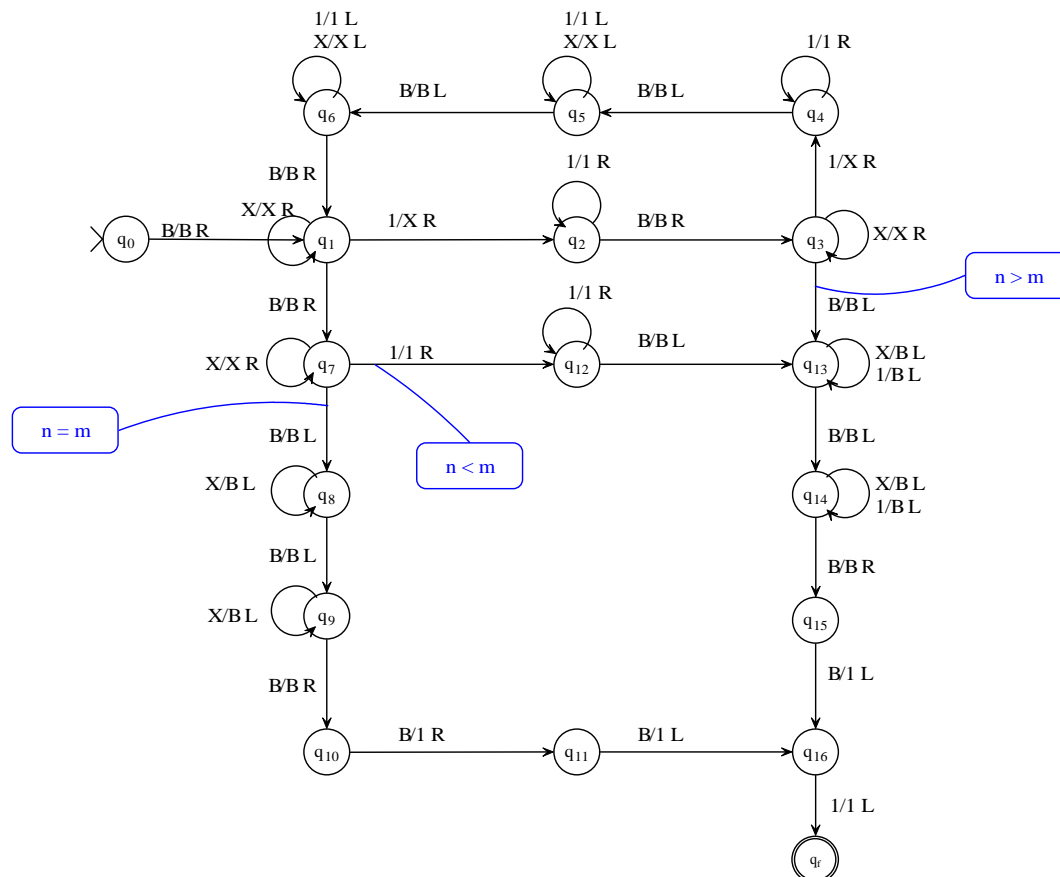 1/1 L
X/X L
1/1 L
X/X L
1/1 R
q6
B/B L
q5
B/B L
q4
B/B R
1/1 R
1/X R
q0
B/B R
X/X R
q1
1/X R
q2
B/B R
q3
X/X R
n > m
B/B R
1/1 R
B/B L
X/X R
q7
1/1 R
q12
B/B L
q13
X/B L
1/B L
n = m
B/B L
n < m
B/B L
X/B L
q8
q14
X/B L
1/B L
B/B L
B/B R
X/B L
q9
q15
B/B R
B/1 L
q10
B/1 R
q11
B/1 L
q16
1/1 L
qf